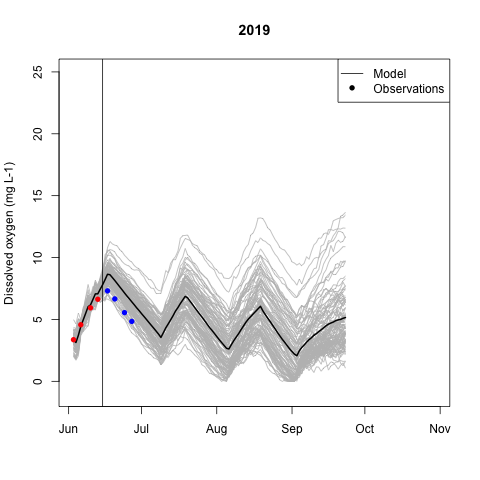 2019
Model
Observations
Dissolved oxygen (mg L-1)
25
20
15
10
5
0
Jun Jul Aug Sep Oct Nov